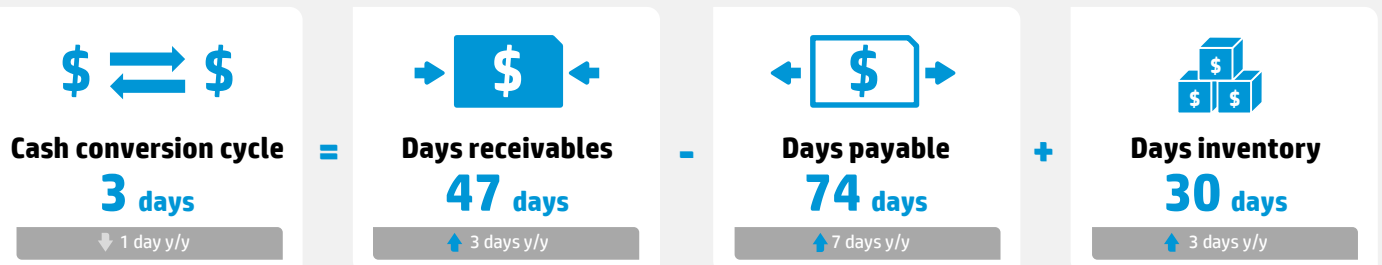 $ $
$
$
$
$ $
Cash conversion cycle = Days receivables - Days payable + Days inventory
3 days 47 days 74 days 30 days
1 day y/y 3 days y/y 7 days y/y 3 days y/y